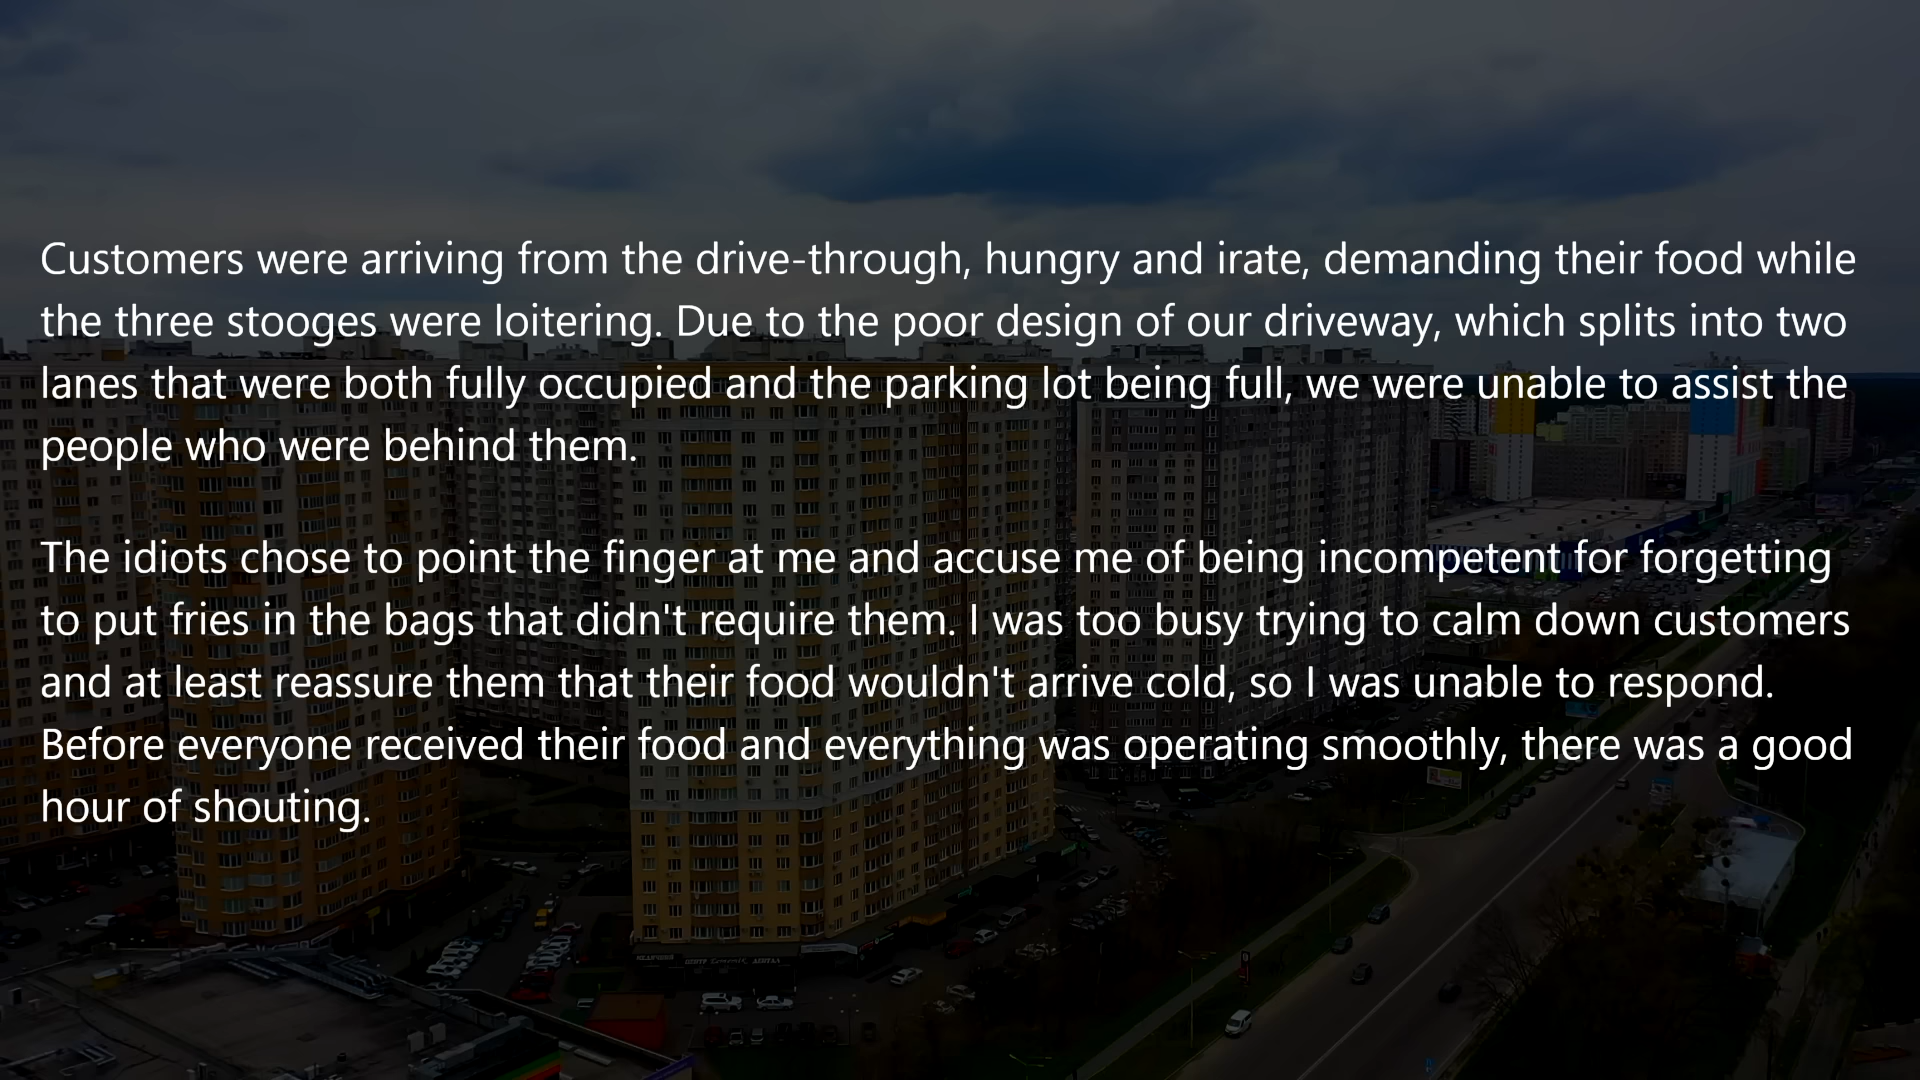 Customers were arriving from the drive-through, hungry and irate, demanding their food while
the three stooges were loitering. Due to the poor design of our driveway, which splits into two
lanes that were both fully occupied and the parking lot being full, we were unable to assist the
people who were behind them.
The idiots chose to point the finger at me and accuse me of being incompetent for forgetting
to put fries in the bags that didn't require them. I was too busy trying to calm down customers
and at least reassure them that their food wouldn't arrive cold, so I was unable to respond.
Before everyone received their food and everything was operating smoothly, there was a good
hour of shouting.